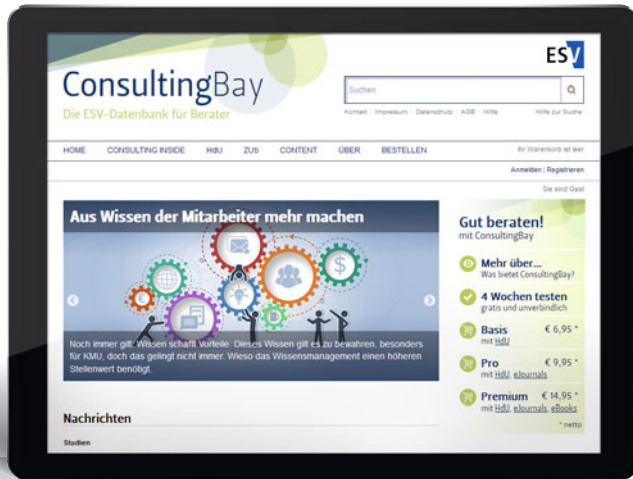 ESV
ConsultingBay
Die ESV-Datenbank für Berater
Suchen
Kontakt Impressum Datenschutz AGB Hilfe Hilfe zur Suche
HOME CONSULTING INSIDE HdU ZUb CONTENT ÜBER BESTELLEN Ihr Warenkorb ist leer
Anmelden | Registrieren
Sie sind Gast
Aus Wissen der Mitarbeiter mehr machen
$
€
Noch immer gilt: Wissen schafft Vorteile. Dieses Wissen gilt es zu bewahren, besonders
für KMU, doch das gelingt nicht immer. Wieso das Wissensmanagement einen höheren
Stellenwert benötigt.
Gut beraten!
mit ConsultingBay
Mehr über...
Was bietet ConsultingBay?
4 Wochen testen
gratis und unverbindlich
Basis € 6,95 *
mit HdU
Pro € 9,95 *
mit HdU, eJournals
Premium € 14,95 *
mit HdU, eJournals, eBooks
* netto
Nachrichten
Studien